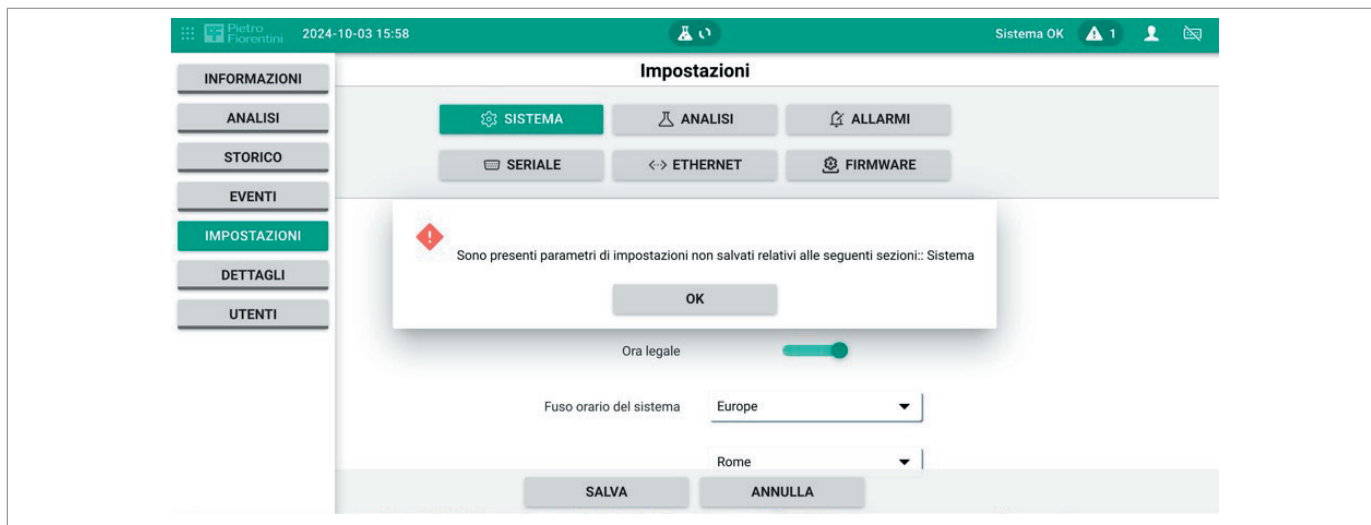 Pietro
Fiorentini
2024-10-03 15:58
Sistema OK
1
INFORMAZIONI
ANALISI
STORICO
EVENTI
IMPOSTAZIONI
DETTAGLI
UTENTI
Impostazioni
SISTEMA
ANALISI
ALLARMI
SERIALE
ETHERNET
FIRMWARE
Sono presenti parametri di impostazioni non salvati relativi alle seguenti sezioni:: Sistema
OK
Ora legale
Fuso orario del sistema
Europe
Rome
SALVA
ANNULLA